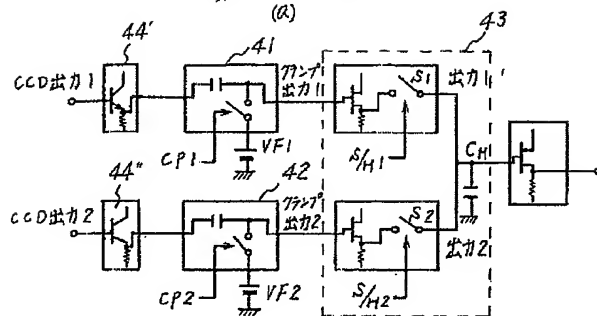 (a)
43
44'
41
CCD出力1
クランプ
出力1
S1
出力1'
VF1
CP1
S/H1
CH
44"
42
CCD出力2
クランプ
出力2
S2
出力2'
VF2
CP2
S/H2